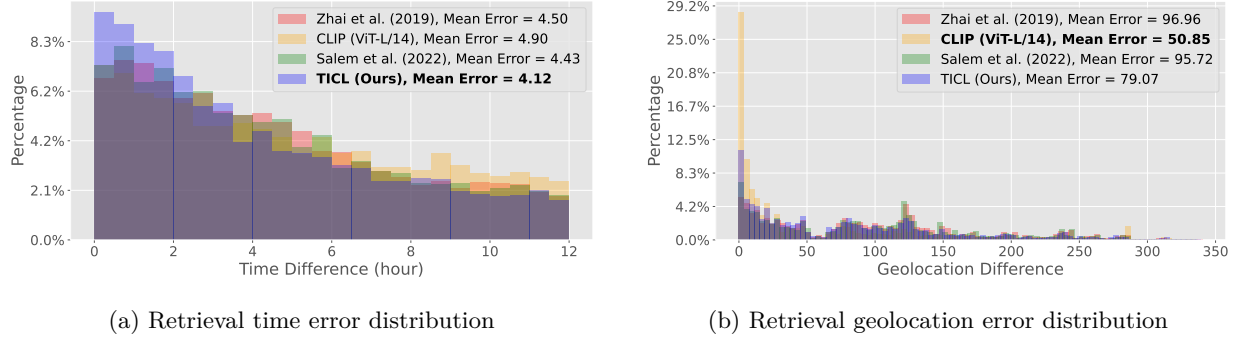 Zhai et al. (2019), Mean Error = 4.50
CLIP (ViT-L/14), Mean Error = 4.90
Salem et al. (2022), Mean Error = 4.43
TICL (Ours), Mean Error = 4.12
8.3%
6.2%
4.2%
2.1%
0.0%
Percentage
0 2 4 6 8 10 12
Time Difference (hour)
(a) Retrieval time error distribution
Zhai et al. (2019), Mean Error = 96.96
CLIP (ViT-L/14), Mean Error = 50.85
Salem et al. (2022), Mean Error = 95.72
TICL (Ours), Mean Error = 79.07
29.2%
25.0%
20.8%
16.7%
12.5%
8.3%
4.2%
0.0%
Percentage
0 50 100 150 200 250 300 350
Geolocation Difference
(b) Retrieval geolocation error distribution